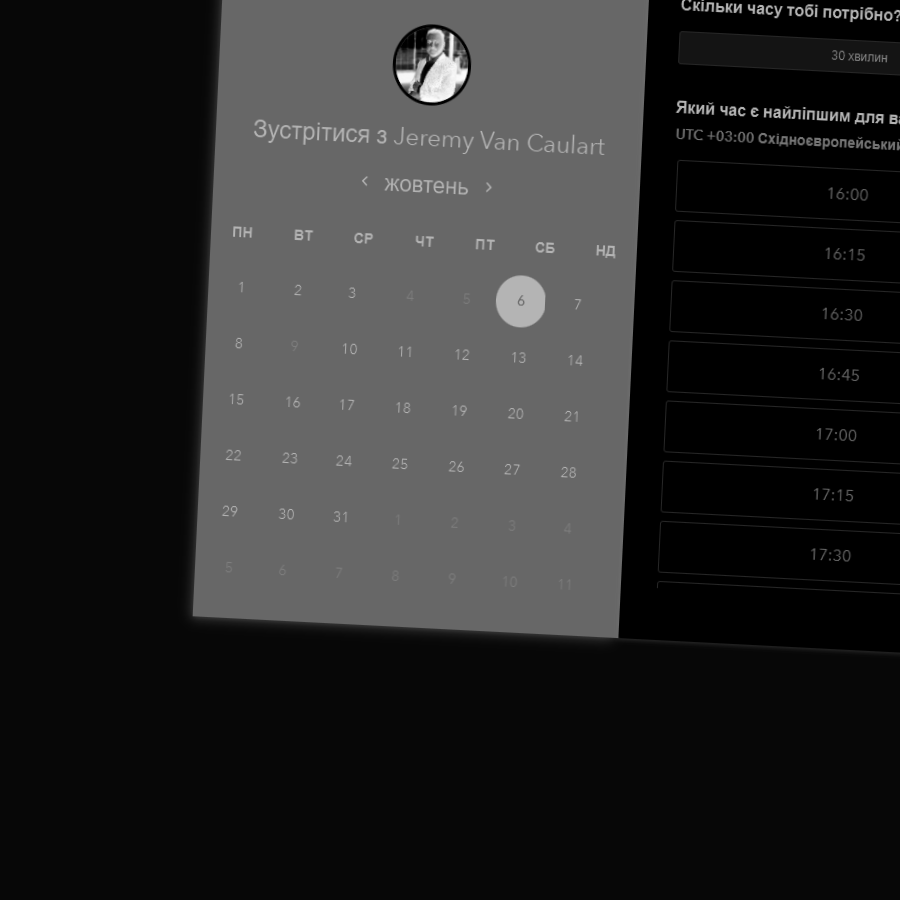 Зустрітися з Jeremy Van Caulart
жовтень
ПН ВТ СР ЧТ ПТ СБ НД
1 2 3 4 5 6 7
8 9 10 11 12 13 14
15 16 17 18 19 20 21
22 23 24 25 26 27 28
29 30 31 1 2 3 4
5 6 7 8 9 10 11
Скільки часу тобі потрібно?
30 хвилин
Який час є найліпшим для
UTC +03:00 Східноєвропейський
16:00
16:15
16:30
16:45
17:00
17:15
17:30